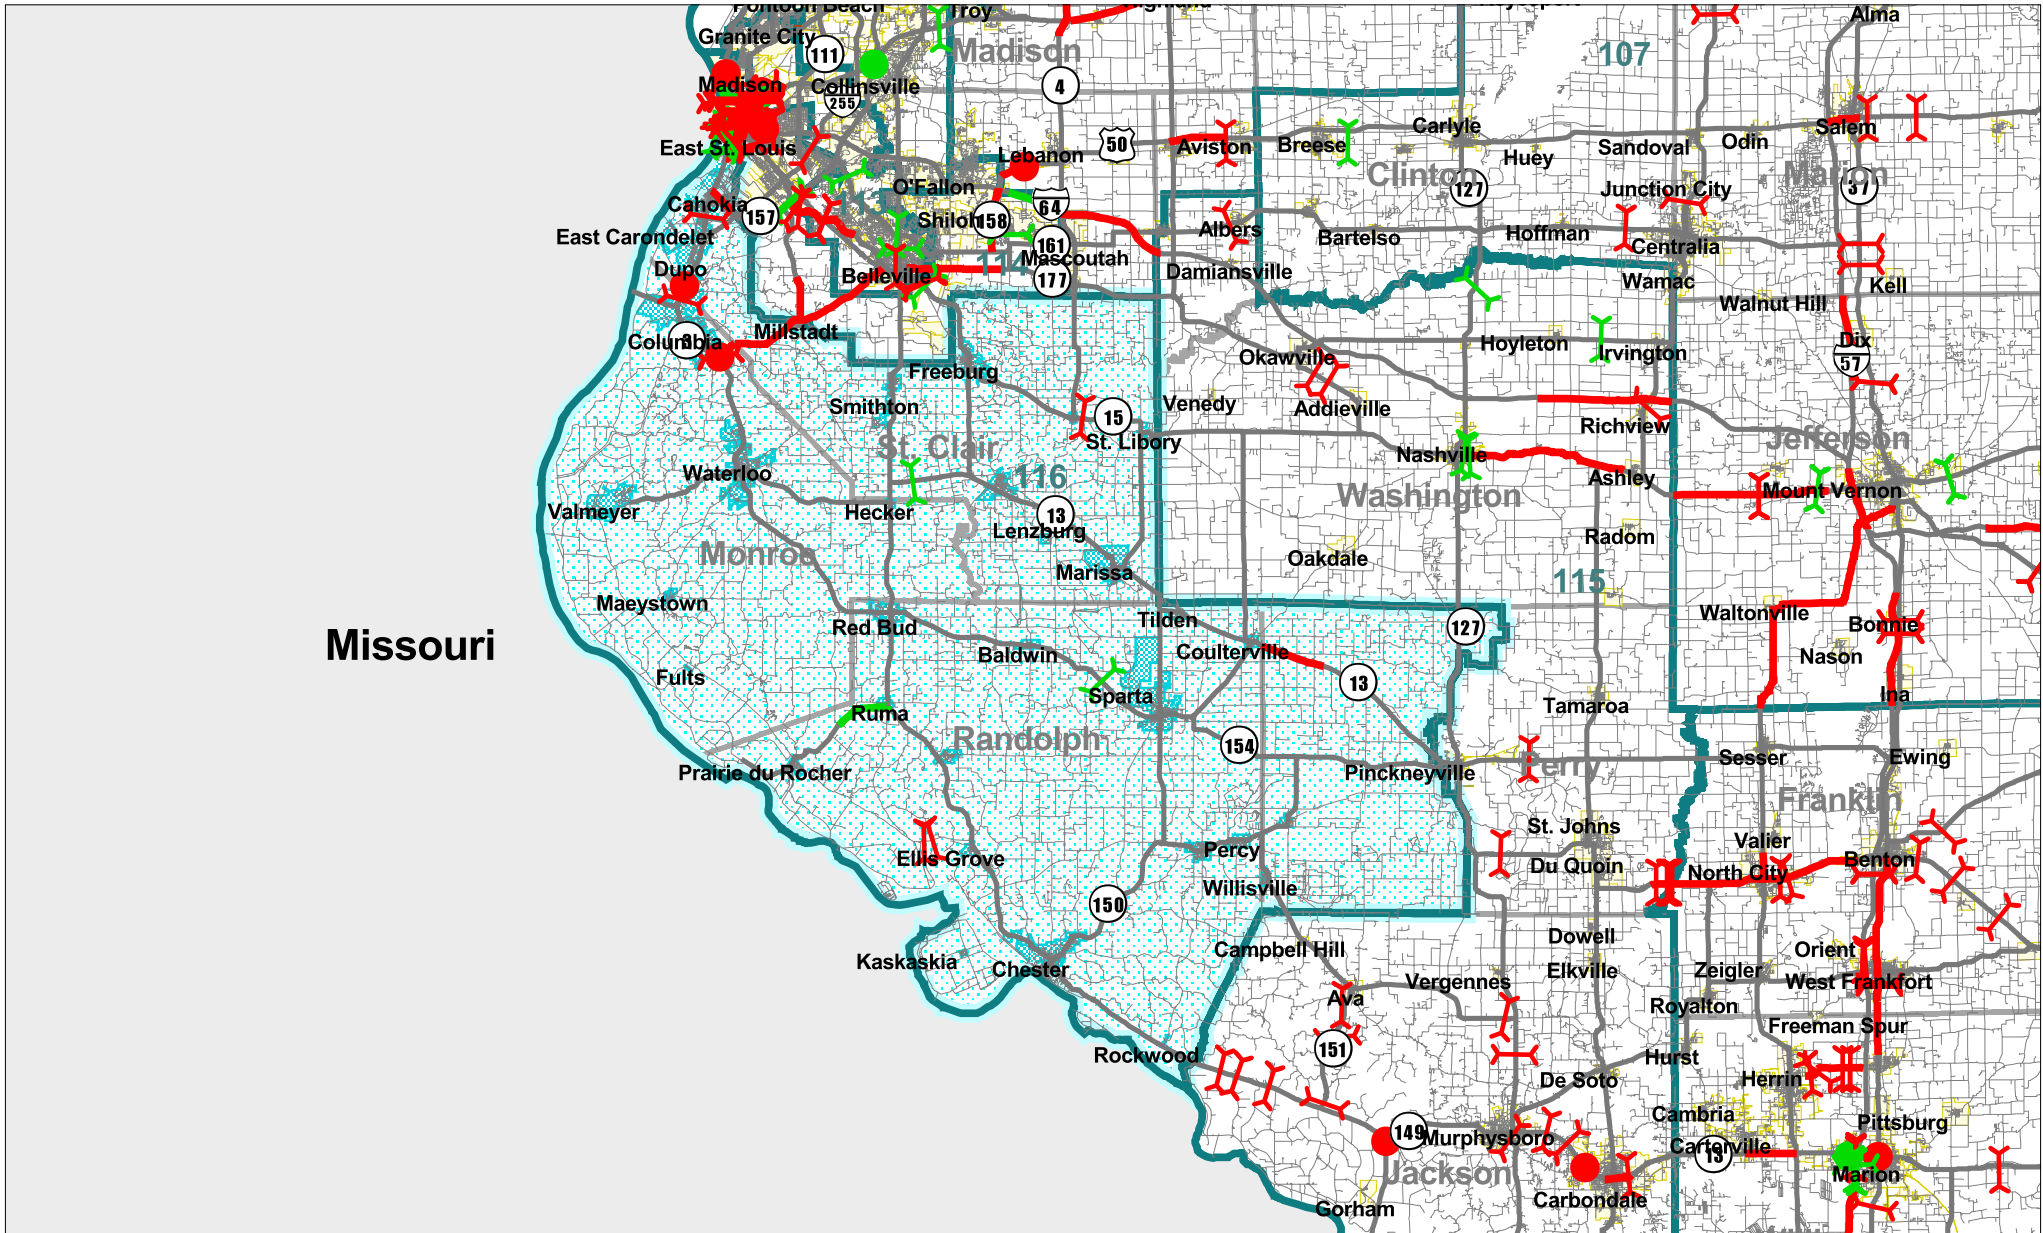 Pontoon Beach
Troy
Alma
Granite City
111
Madison
107
Madison
Collinsville
255
4
Salem
East St. Louis
Lebanon
50
Aviston
Breese
Carlyle
Huey
Sandoval
Odin
Marion
O'Fallon
Clinton
127
Junction City
37
Cahokia
157
Shiloh
158
64
East Carondelet
161
Albers
Bartelso
Hoffman
Centralia
Dupo
Belleville
114
Mascoutah
177
Damiansville
Wamac
Kell
Walnut Hill
Millstadt
Columbia
3
Okawville
Hoyleton
Irvington
Dix
57
Freeburg
Smithton
15
Venedy
Addieville
Richview
St. Clair
St. Libory
Jefferson
Waterloo
116
Nashville
Ashley
Valmeyer
Hecker
13
Washington
Mount Vernon
Lenzburg
Monroe
Radom
Oakdale
Marissa
115
Maeystown
Red Bud
Tilden
127
Waltonville
Bonnie
Missouri
Baldwin
Coulterville
Nason
Fults
13
Sparta
Ina
Ruma
Tamaroa
Randolph
154
Prairie du Rocher
Pinckneyville
Perry
Sesser
Ewing
Franklin
St. Johns
Valier
Ellis Grove
Percy
Du Quoin
North City
Benton
Willisville
150
Dowell
Kaskaskia
Chester
Campbell Hill
Elkville
Orient
Zeigler
Vergennes
West Frankfort
Ava
Royalton
Freeman Spur
Rockwood
151
Hurst
De Soto
Herrin
Cambria
149
Murphysboro
Pittsburg
Carterville
13
Jackson
Marion
Carbondale
Gorham